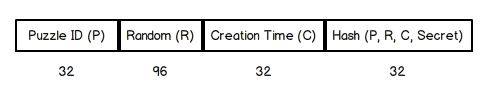 Puzzle ID (P) Random (R) Creation Time (C) Hash (P, R, C, Secret)
32 96 32 32